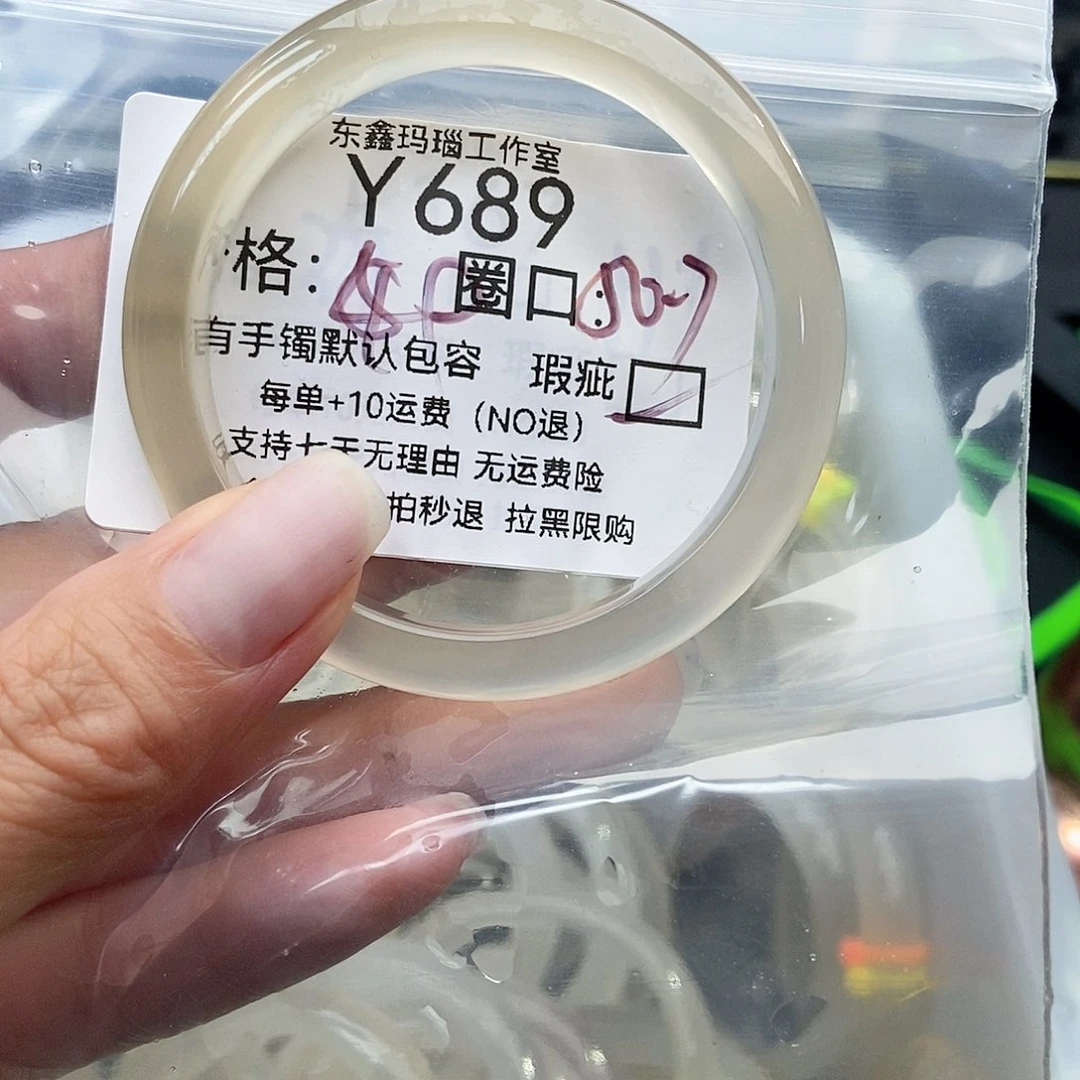 东鑫玛瑙工作室
Y689
格: 圈口:
有手镯默认包容 瑕疵
每单+10运费（NO退）
支持七天无理由 无运费险
拍秒退 拉黑限购